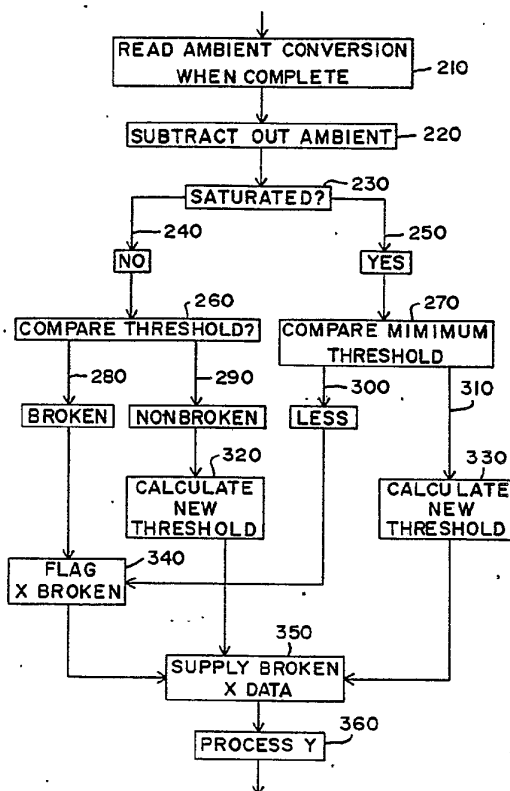 READ AMBIENT CONVERSION
WHEN COMPLETE
210
SUBTRACT OUT AMBIENT
220
230
SATURATED?
240
250
NO
YES
260
270
COMPARE THRESHOLD?
COMPARE MIMIMUM
THRESHOLD
280
290
300
310
BROKEN
NONBROKEN
LESS
320
330
CALCULATE
NEW
THRESHOLD
CALCULATE
NEW
THRESHOLD
340
FLAG
X BROKEN
350
SUPPLY BROKEN
X DATA
360
PROCESS Y